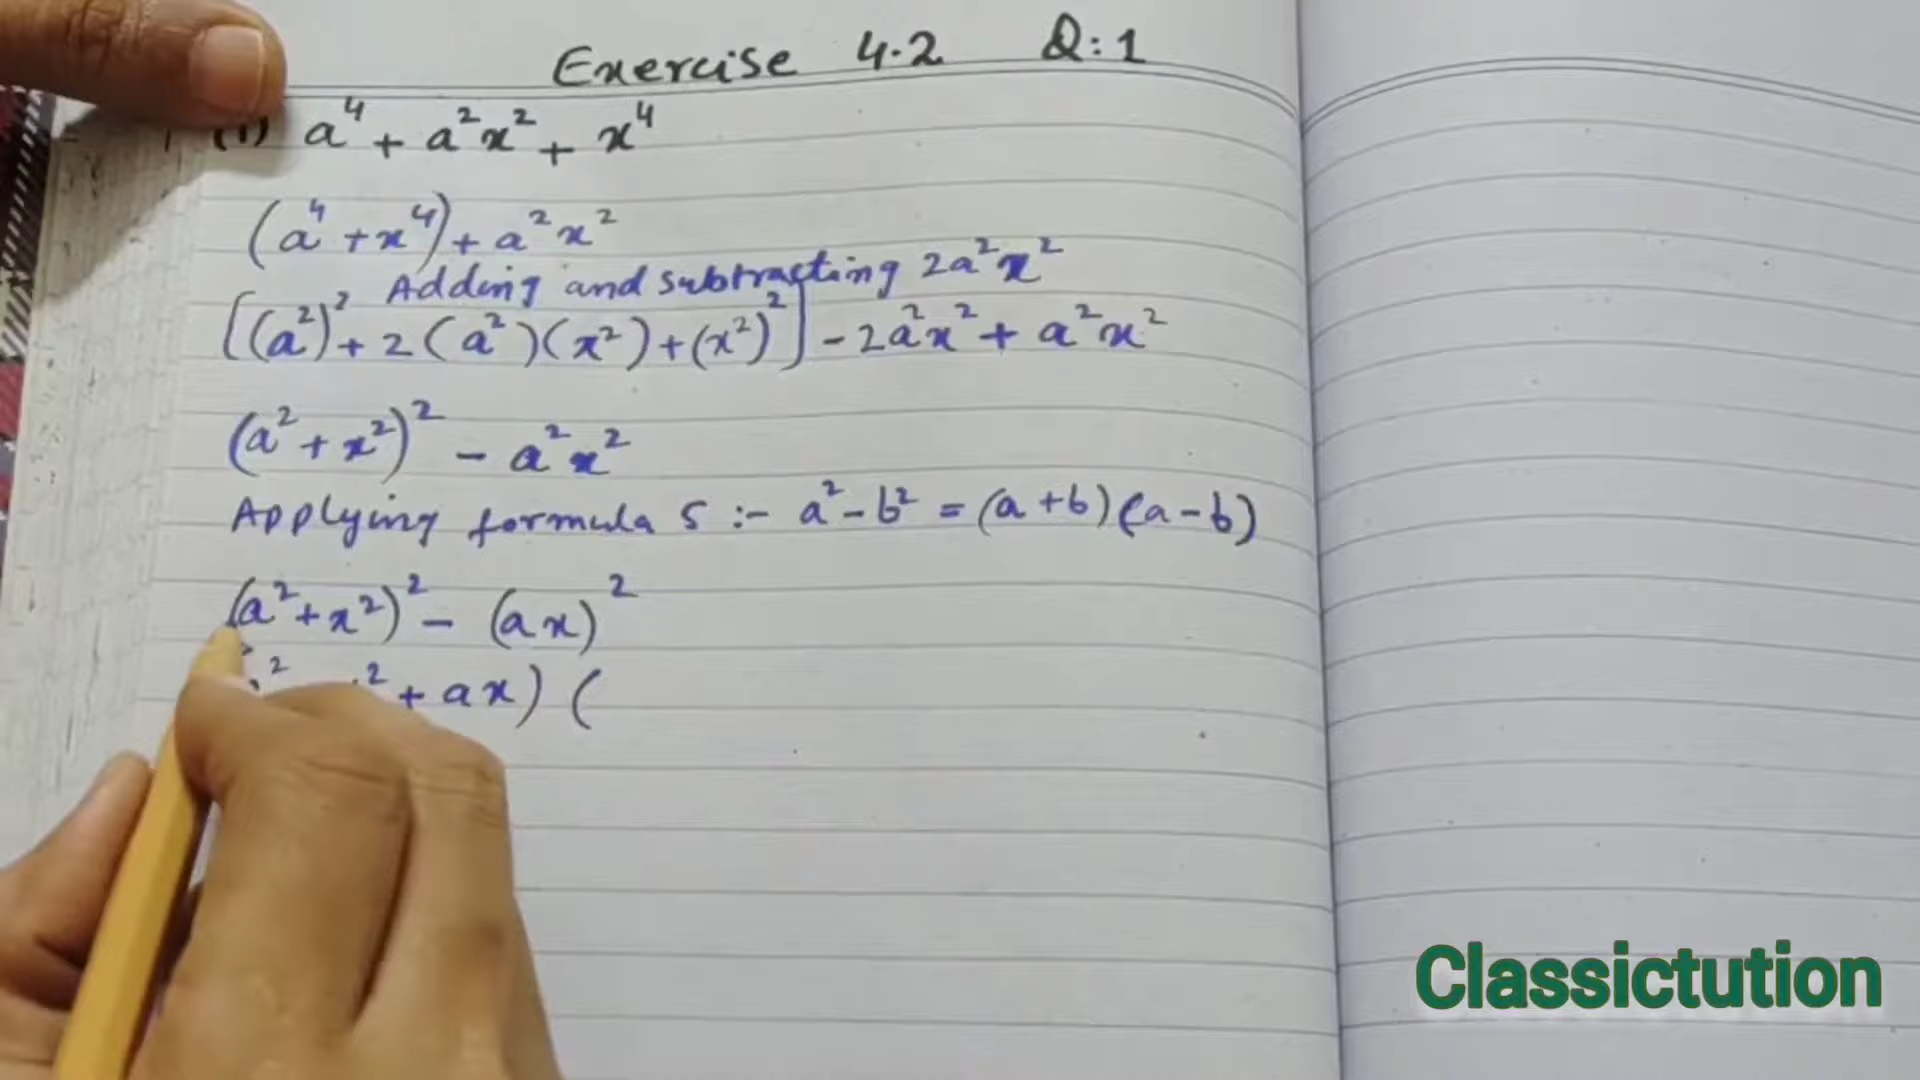 Exercise 4.2 Q:1
(i) a⁴ + a²x² + x⁴
(a⁴ + x⁴) + a²x²
Adding and subtracting 2a²x²
[(a²)² + 2(a²)(x²) + (x²)²] - 2a²x² + a²x²
(a² + x²)² - a²x²
Applying formula 5 :- a² - b² = (a + b)(a - b)
(a² + x²)² - (ax)²
² ² + ax) (
Classictution